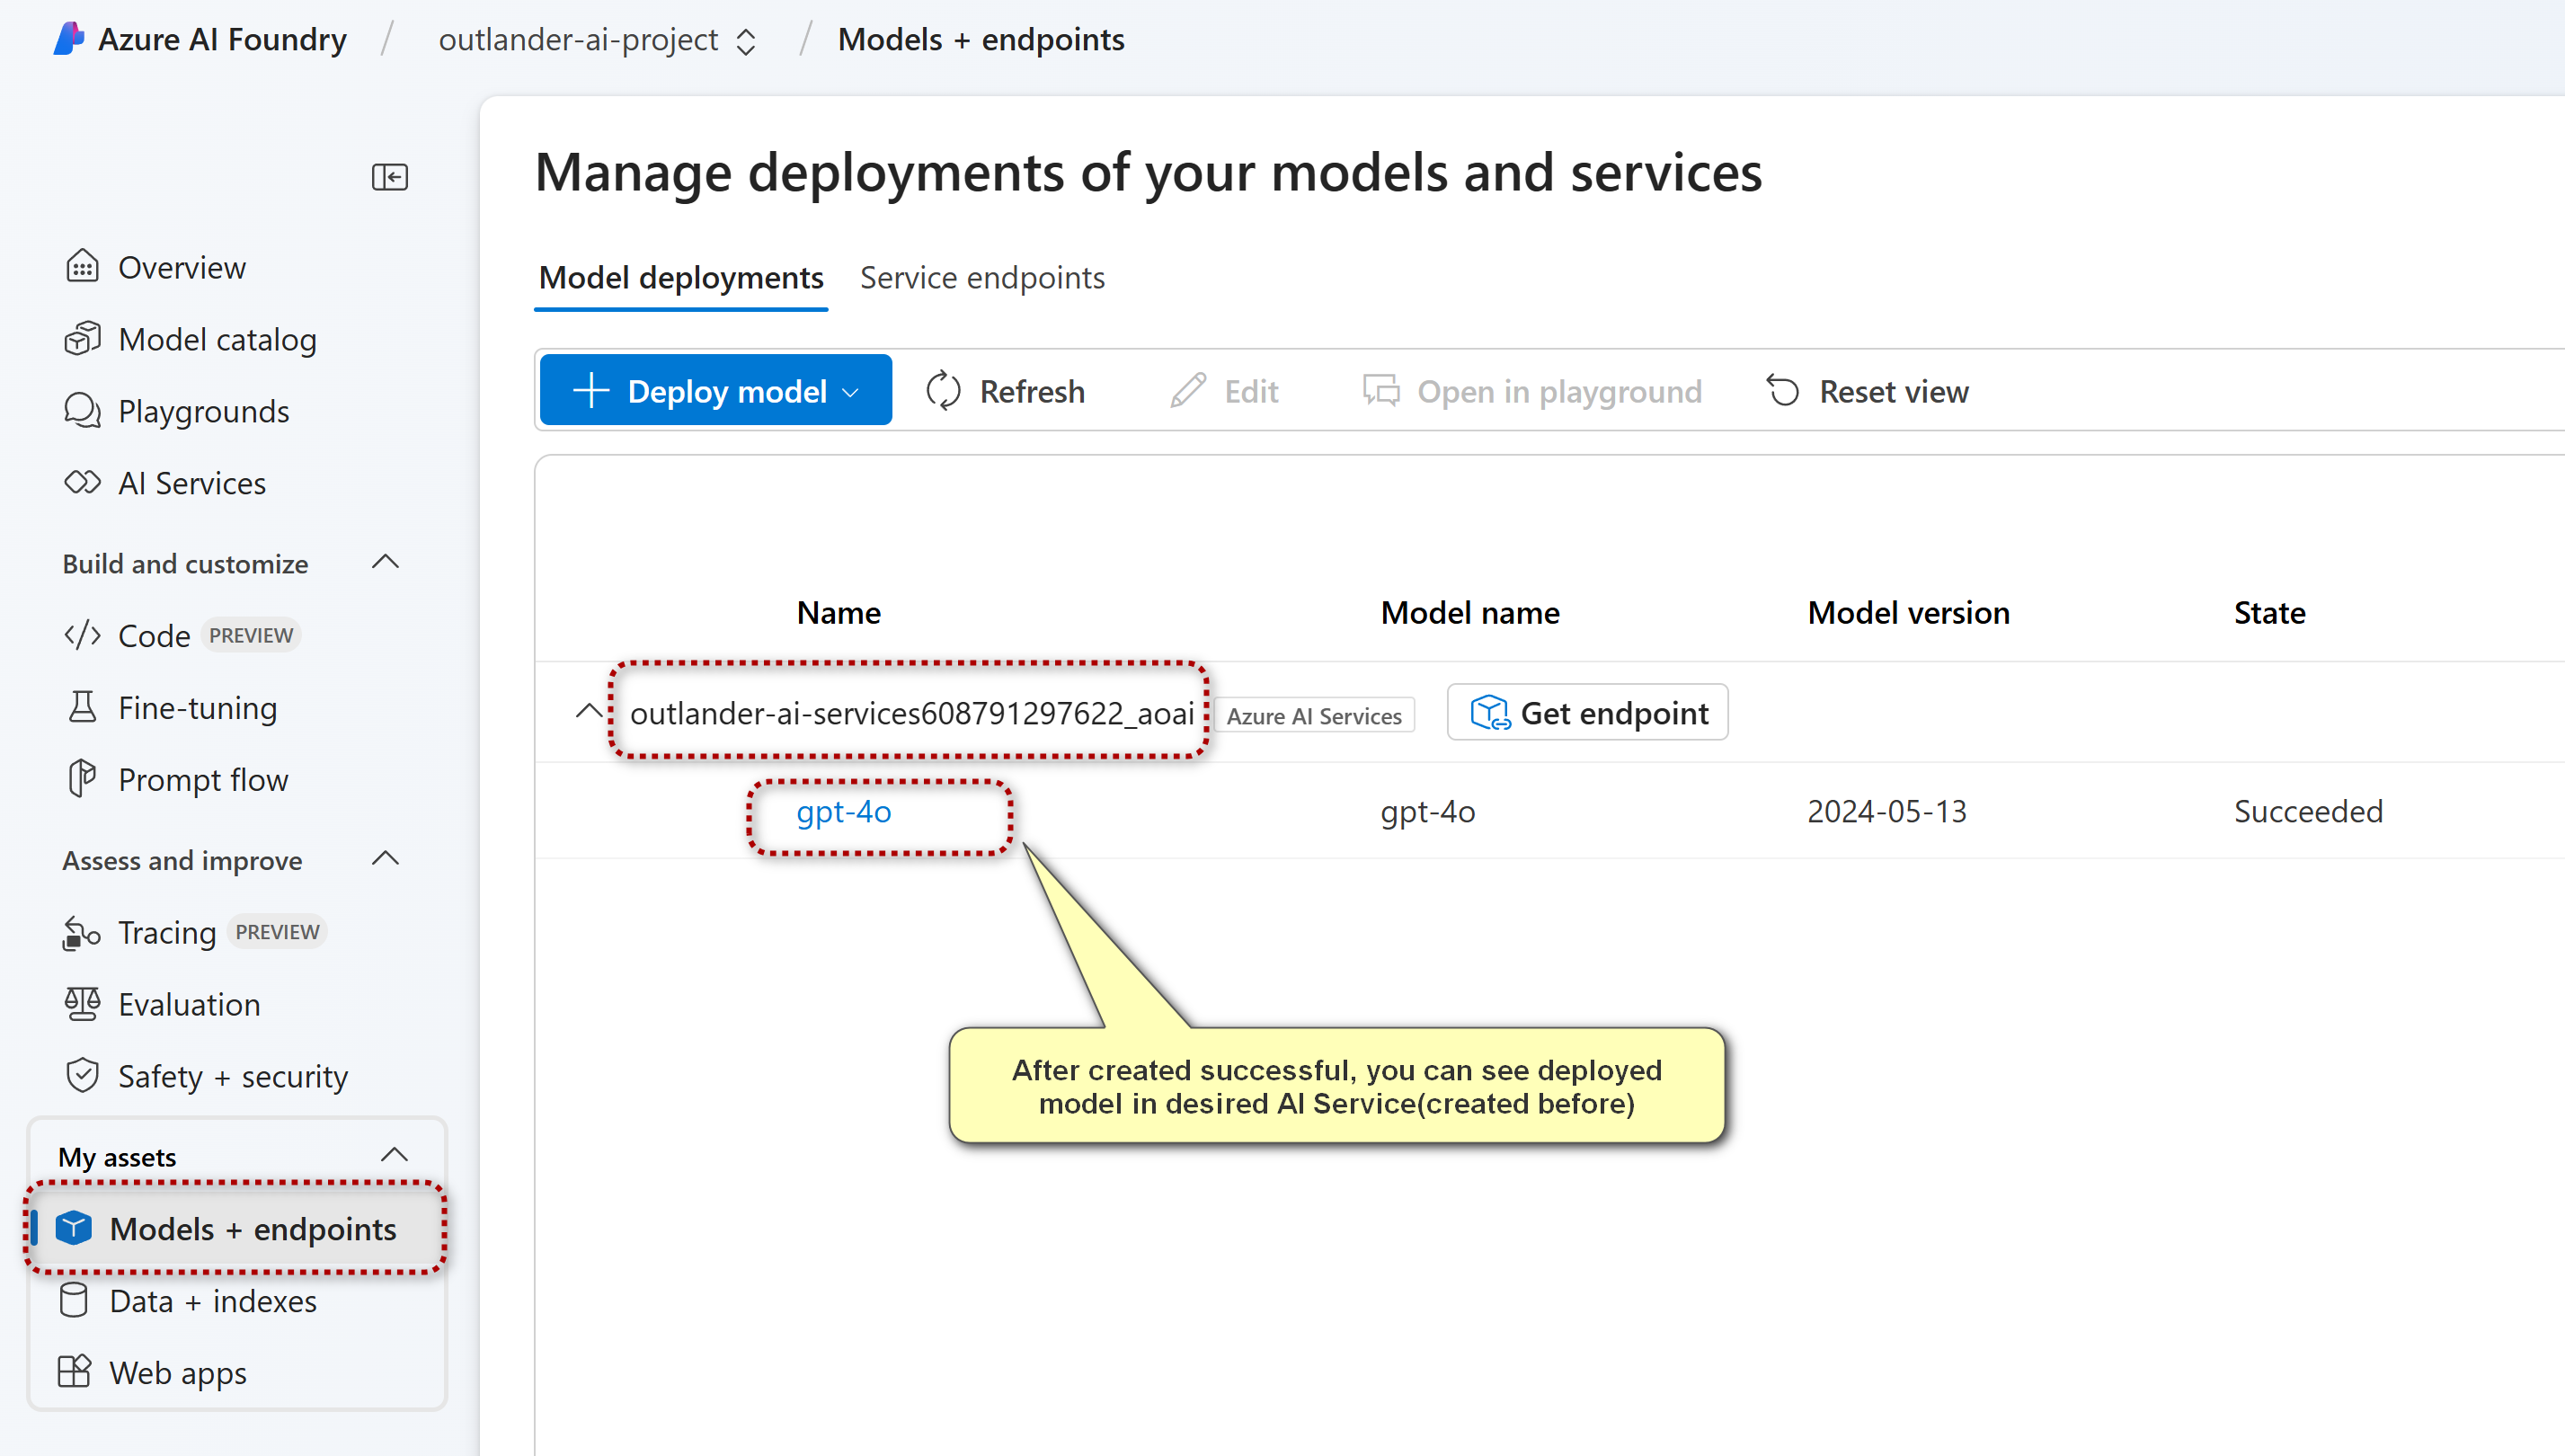 Azure AI Foundry / outlander-ai-project / Models + endpoints
Overview
Model catalog
Playgrounds
AI Services
Build and customize
Code PREVIEW
Fine-tuning
Prompt flow
Assess and improve
Tracing PREVIEW
Evaluation
Safety + security
My assets
Models + endpoints
Data + indexes
Web apps
Manage deployments of your models and services
Model deployments Service endpoints
Deploy model Refresh Edit Open in playground Reset view
Name Model name Model version State
outlander-ai-services608791297622_aoai Azure AI Services Get endpoint
gpt-4o gpt-4o 2024-05-13 Succeeded
After created successful, you can see deployed
model in desired AI Service(created before)